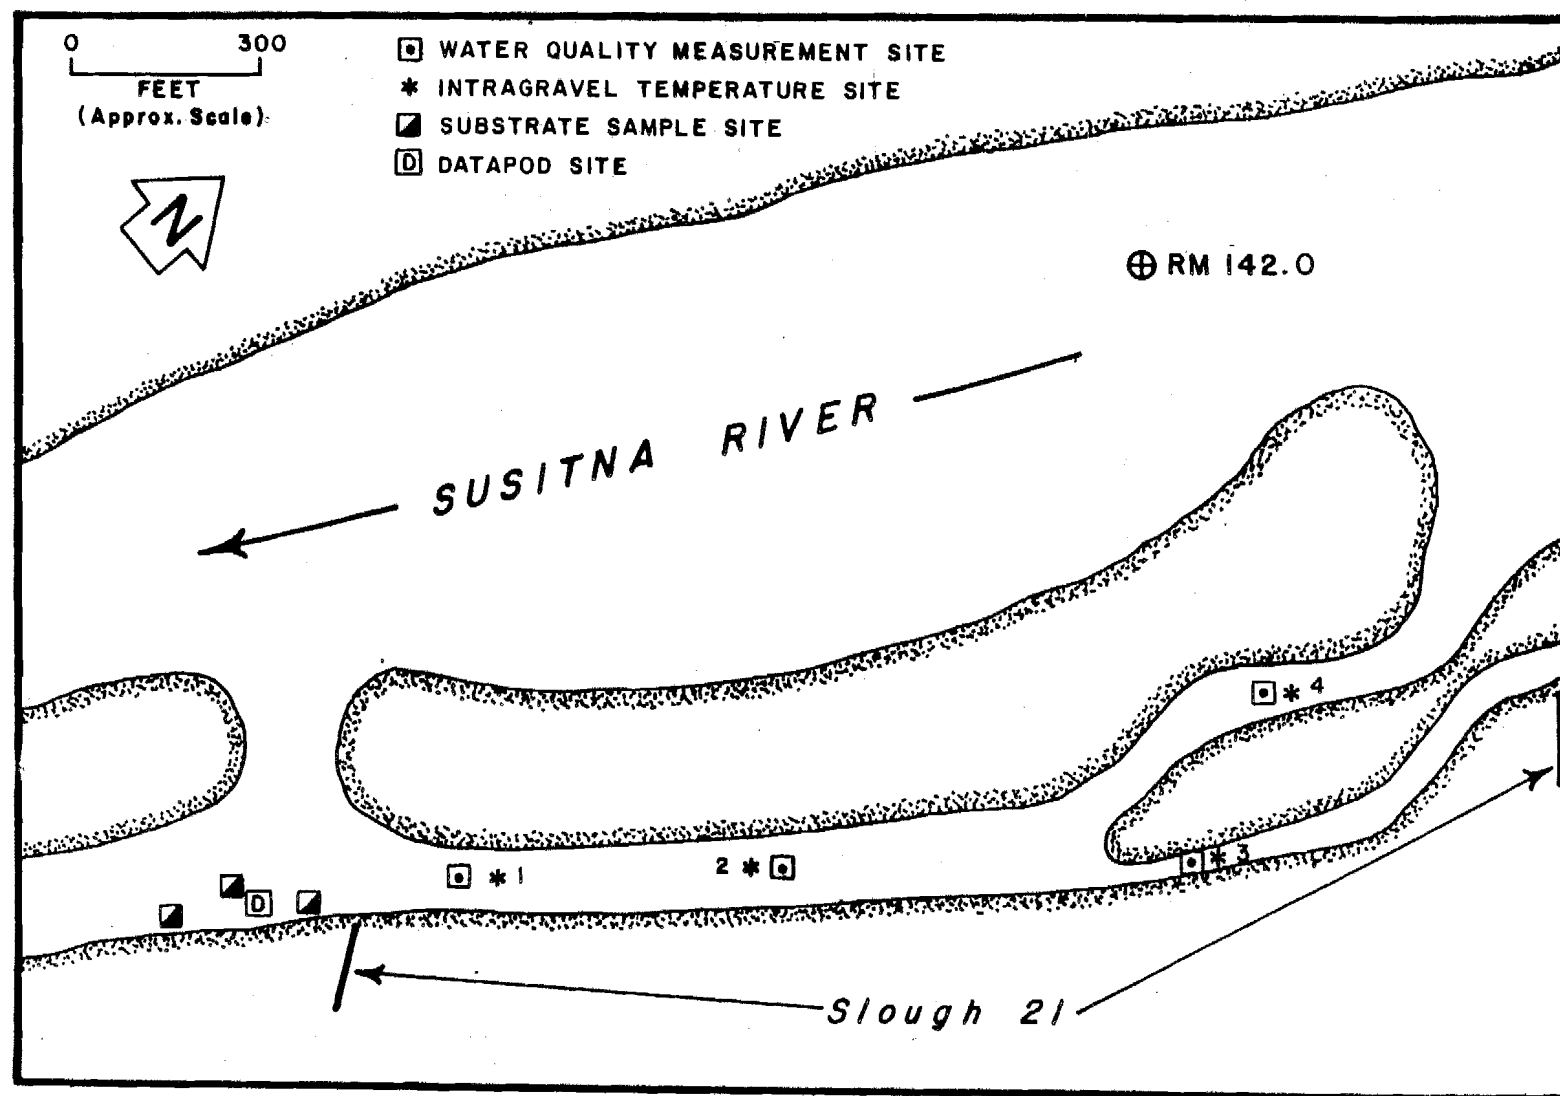 0 300
FEET
(Approx. Scale)
WATER QUALITY MEASUREMENT SITE
INTRAGRAVEL TEMPERATURE SITE
SUBSTRATE SAMPLE SITE
D DATAPOD SITE
N
RM 142.0
SUSITNA RIVER
4
3
2
1
D
Slough 21